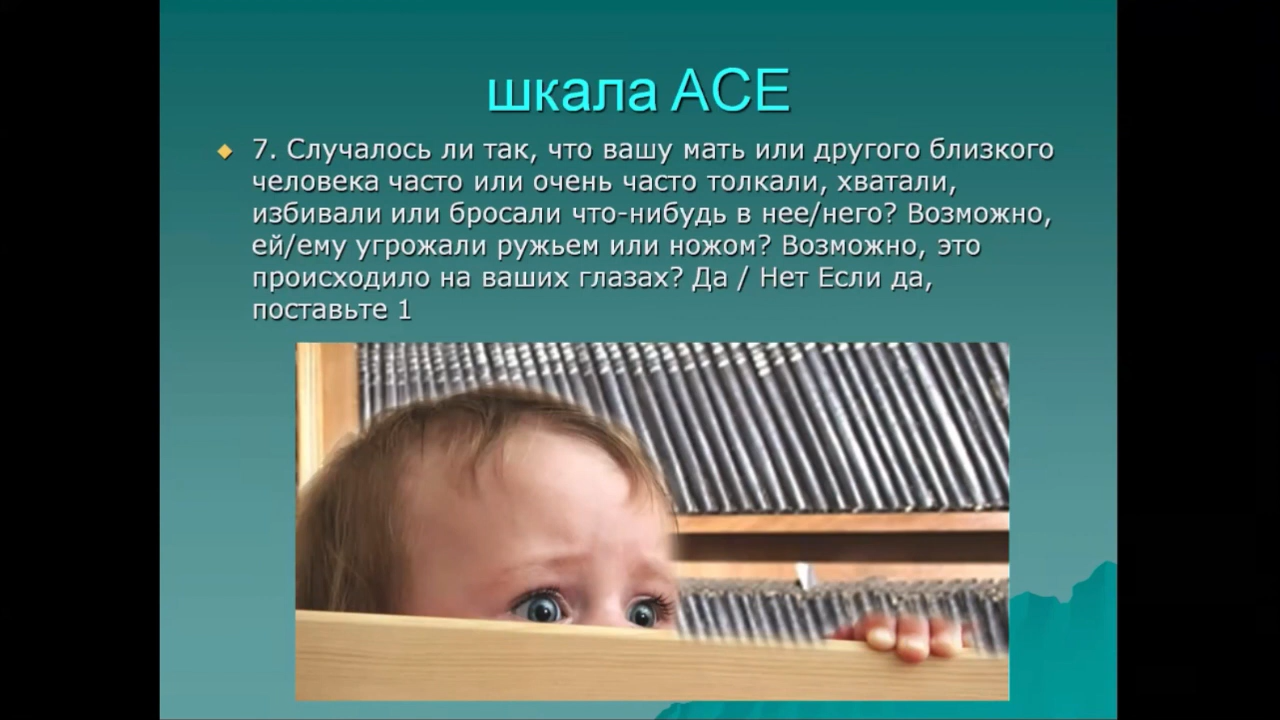 шкала ACE
7. Случалось ли так, что вашу мать или другого близкого
человека часто или очень часто толкали, хватали,
избивали или бросали что-нибудь в нее/него? Возможно,
ей/ему угрожали ружьем или ножом? Возможно, это
происходило на ваших глазах? Да / Нет Если да,
поставьте 1